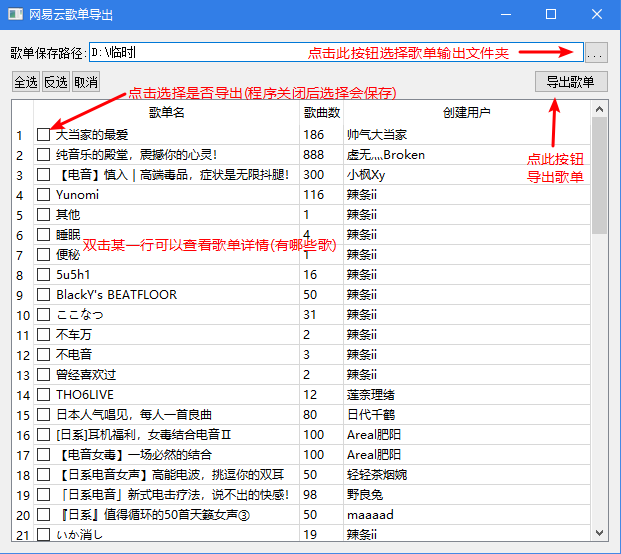 网易云歌单导出
歌单保存路径: D:\临时 ...
点击此按钮选择歌单输出文件夹
全选 反选 取消 导出歌单
点击选择是否导出(程序关闭后选择会保存)
歌单名 歌曲数 创建用户
1 大当家的最爱 186 帅气大当家
2 纯音乐的殿堂，震撼你的心灵！ 888 虚无灬Broken
点此按钮
导出歌单
3 【电音】慎入｜高端毒品，症状是无限抖腿！ 300 小枫Xy
4 Yunomi 116 辣条ii
5 其他 1 辣条ii
6 睡眠 4 辣条ii
双击某一行可以查看歌单详情(有哪些歌)
7 便秘 1 辣条ii
8 5u5h1 16 辣条ii
9 BlackY's BEATFLOOR 50 辣条ii
10 ここなつ 31 辣条ii
11 不车万 2 辣条ii
12 不电音 3 辣条ii
13 曾经喜欢过 2 辣条ii
14 THO6LIVE 12 莲奈理绪
15 日本人气唱见，每人一首良曲 80 日代千鹤
16 [日系]耳机福利，女毒结合电音Ⅱ 100 Areal肥阳
17 【电音女毒】一场必然的结合 100 Areal肥阳
18 【日系电音女声】高能电波，挑逗你的双耳 50 轻轻茶烟婉
19 「日系电音」新式电击疗法，说不出的快感！ 98 野良兔
20 『日系』值得循环的50首天籁女声③ 50 maaaad
21 いか消し 19 辣条ii